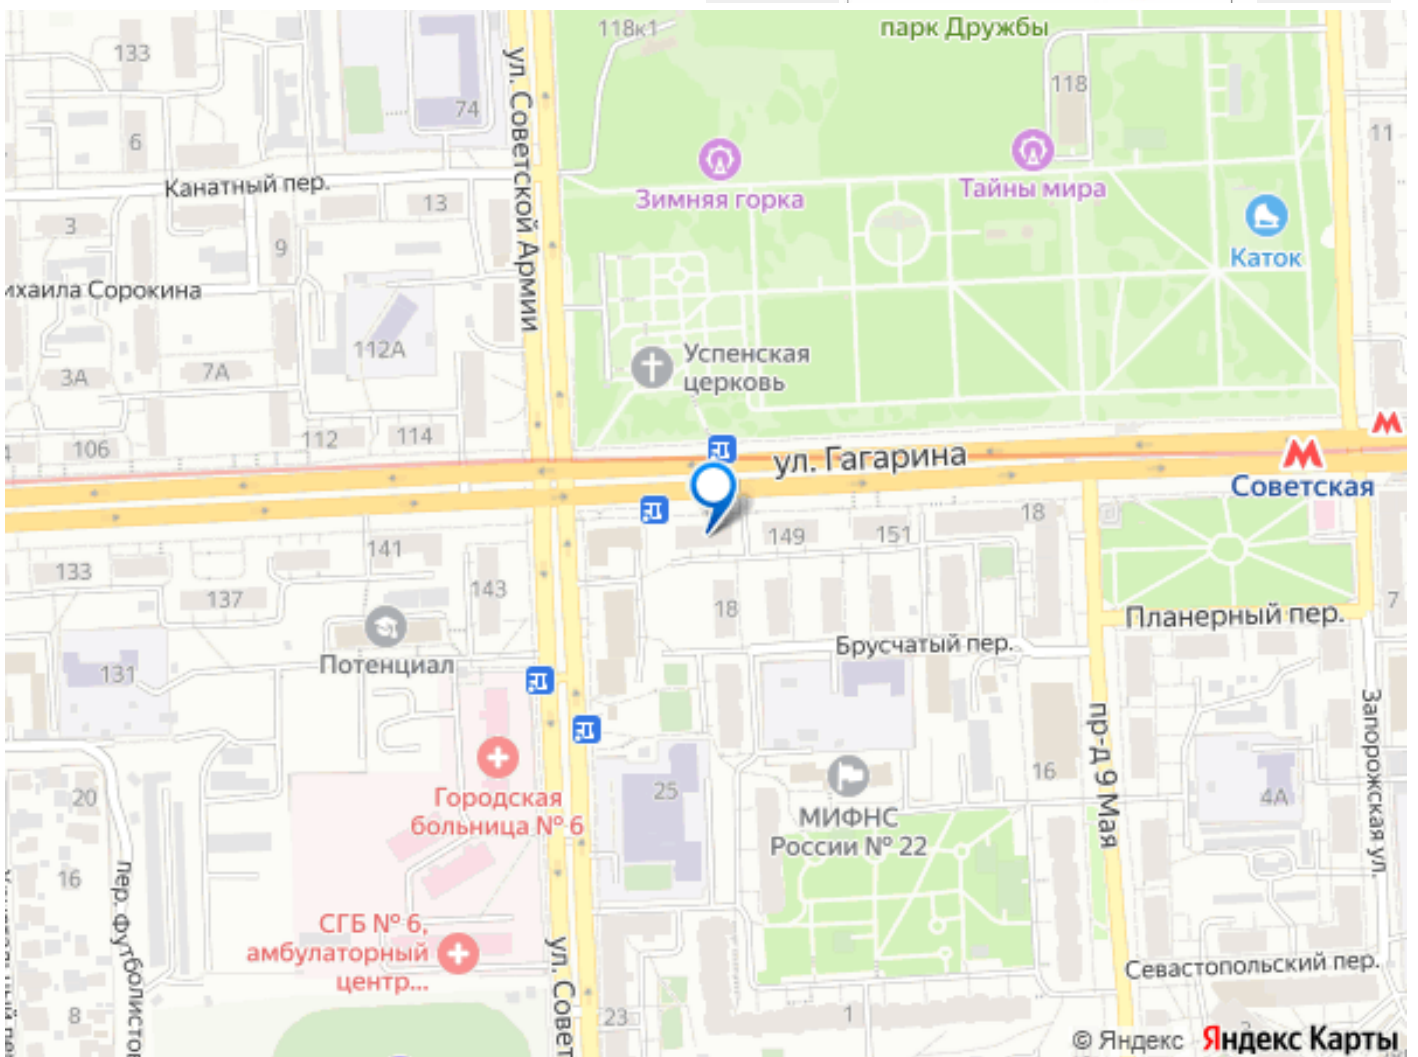 118к1
парк Дружбы
133
118
74
ул. Советской Армии
6
11
Канатный пер.
13
Зимняя горка
Тайны мира
3
9
Каток
ихаила Сорокина
112А
Успенская
церковь
3А
7А
106
112
114
ул. Гагарина
Советская
141
149
151
18
133
137
143
18
7
Планерный пер.
Потенциал
Брусчатый пер.
131
Запорожская ул.
пр-д 9 Мая
Городская
больница № 6
25
МИФНС
России № 22
16
4А
20
16
пер. Футболистов
СГБ № 6,
амбулаторный
центр...
ул. Совет
Севастопольский пер.
8
23
1
© Яндекс Яндекс Карты